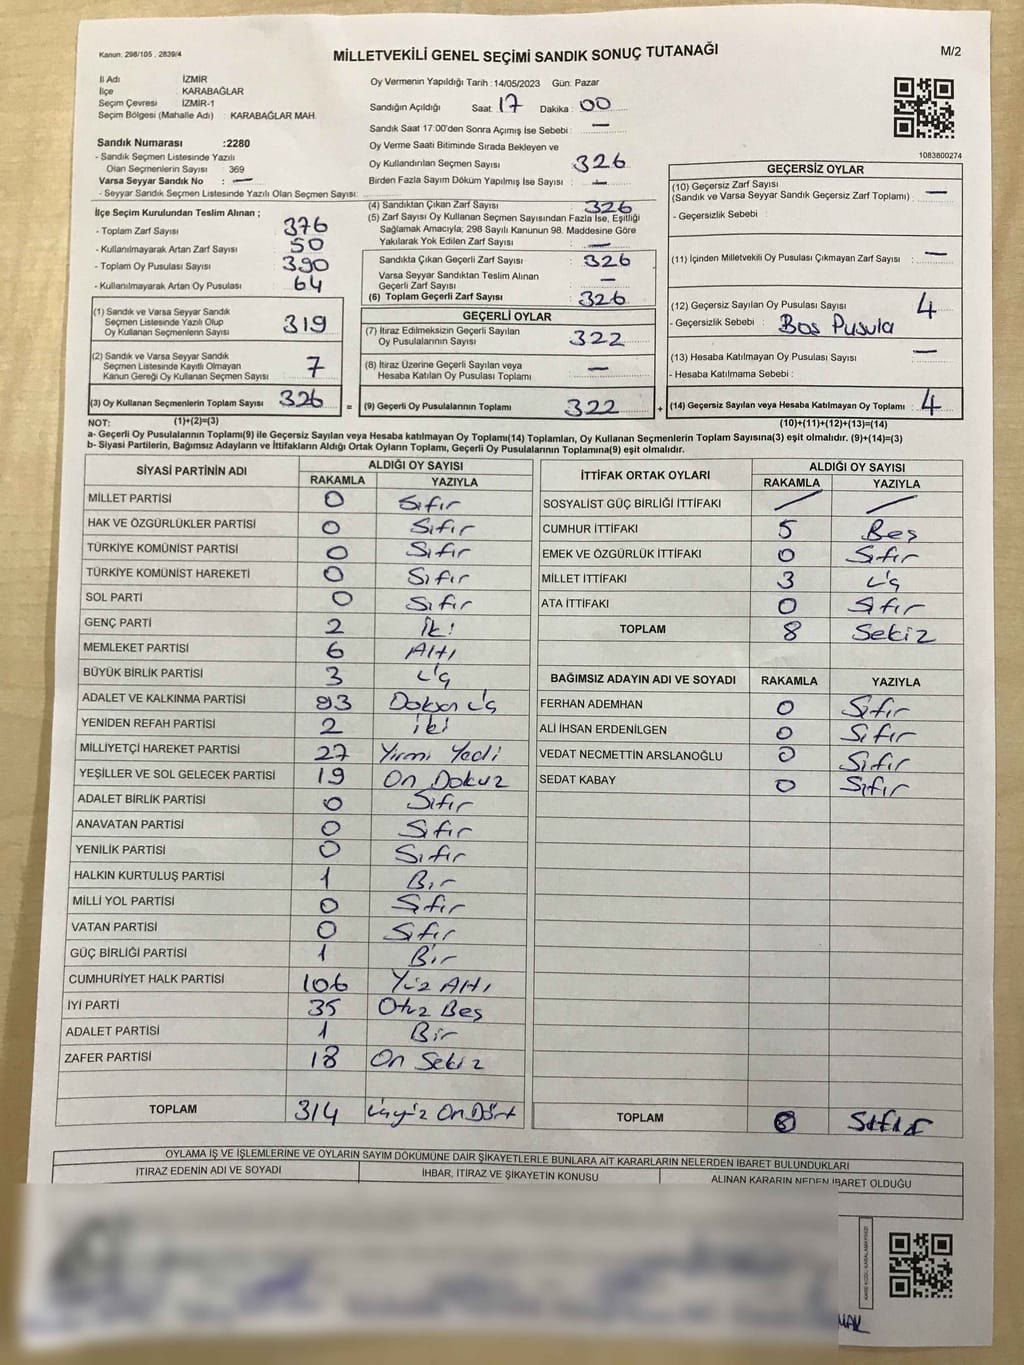 Kanun: 298/105 , 2839/4
MİLLETVEKİLİ GENEL SEÇİMİ SANDIK SONUÇ TUTANAĞI
M/2
İl Adı İZMİR
İlçe : KARABAĞLAR
Seçim Çevresi : İZMİR-1
Seçim Bölgesi (Mahalle Adı) : KARABAĞLAR MAH.
Sandık Numarası :2280
- Sandık Seçmen Listesinde Yazılı
Olan Seçmenlerin Sayısı : 369
Varsa Seyyar Sandık No : —
- Seyyar Sandık Seçmen Listesinde Yazılı Olan Seçmen Sayısı:
Oy Vermenin Yapıldığı Tarih :14/05/2023 Gün: Pazar
Sandığın Açıldığı Saat: 17 Dakika : 00
Sandık Saat 17:00'den Sonra Açımış İse Sebebi : —
Oy Verme Saati Bitiminde Sırada Bekleyen ve
Oy Kullandırılan Seçmen Sayısı : 326
Birden Fazla Sayım Döküm Yapılmış İse Sayısı : —
1083800274
İlçe Seçim Kurulundan Teslim Alınan ;
- Toplam Zarf Sayısı : 376
- Kullanılmayarak Artan Zarf Sayısı : 50
- Toplam Oy Pusulası Sayısı : 390
- Kullanılmayarak Artan Oy Pusulası : 64
(1) Sandık ve Varsa Seyyar Sandık
Seçmen Listesinde Yazılı Olup
Oy Kullanan Seçmenlerin Sayısı : 319
(2) Sandık ve Varsa Seyyar Sandık
Seçmen Listesinde Kayıtlı Olmayan
Kanun Gereği Oy Kullanan Seçmen Sayısı : 7
(3) Oy Kullanan Seçmenlerin Toplam Sayısı : 326
(1)+(2)=(3)
(4) Sandıktan Çıkan Zarf Sayısı : 326
(5) Zarf Sayısı Oy Kullanan Seçmen Sayısından Fazla İse, Eşitliği
Sağlamak Amacıyla; 298 Sayılı Kanunun 98. Maddesine Göre
Yakılarak Yok Edilen Zarf Sayısı : —
Sandıkta Çıkan Geçerli Zarf Sayısı : 326
Varsa Seyyar Sandıktan Teslim Alınan
Geçerli Zarf Sayısı : —
(6) Toplam Geçerli Zarf Sayısı : 326
GEÇERLİ OYLAR
(7) İtiraz Edilmeksizin Geçerli Sayılan
Oy Pusulalarının Sayısı : 322
(8) İtiraz Üzerine Geçerli Sayılan veya
Hesaba Katılan Oy Pusulası Toplamı : —
= (9) Geçerli Oy Pusulalarının Toplamı : 322
GEÇERSİZ OYLAR
(10) Geçersiz Zarf Sayısı
(Sandık ve Varsa Seyyar Sandık Geçersiz Zarf Toplamı) : —
- Geçersizlik Sebebi :
(11) İçinden Milletvekili Oy Pusulası Çıkmayan Zarf Sayısı : —
(12) Geçersiz Sayılan Oy Pusulası Sayısı : 4
- Geçersizlik Sebebi : Boş Pusula
(13) Hesaba Katılmayan Oy Pusulası Sayısı : —
- Hesaba Katılmama Sebebi :
+ (14) Geçersiz Sayılan veya Hesaba Katılmayan Oy Toplamı : 4
(10)+(11)+(12)+(13)=(14)
NOT:
a- Geçerli Oy Pusulalarının Toplamı(9) ile Geçersiz Sayılan veya Hesaba katılmayan Oy Toplamı(14) Toplamları, Oy Kullanan Seçmenlerin Toplam Sayısına(3) eşit olmalıdır. (9)+(14)=(3)
b- Siyasi Partilerin, Bağımsız Adayların ve İttifakların Aldığı Ortak Oyların Toplamı, Geçerli Oy Pusulalarının Toplamına(9) eşit olmalıdır.
SİYASİ PARTİNİN ADI ALDIĞI OY SAYISI
RAKAMLA YAZIYLA
MİLLET PARTİSİ 0 Sıfır
HAK VE ÖZGÜRLÜKLER PARTİSİ 0 Sıfır
TÜRKİYE KOMÜNİST PARTİSİ 0 Sıfır
TÜRKİYE KOMÜNİST HAREKETİ 0 Sıfır
SOL PARTİ 0 Sıfır
GENÇ PARTİ 2 İki
MEMLEKET PARTİSİ 6 Altı
BÜYÜK BİRLİK PARTİSİ 3 Üç
ADALET VE KALKINMA PARTİSİ 93 Doksan Üç
YENİDEN REFAH PARTİSİ 2 İki
MİLLİYETÇİ HAREKET PARTİSİ 27 Yirmi Yedi
YEŞİLLER VE SOL GELECEK PARTİSİ 19 On Dokuz
ADALET BİRLİK PARTİSİ 0 Sıfır
ANAVATAN PARTİSİ 0 Sıfır
YENİLİK PARTİSİ 0 Sıfır
HALKIN KURTULUŞ PARTİSİ 1 Bir
MİLLİ YOL PARTİSİ 0 Sıfır
VATAN PARTİSİ 0 Sıfır
GÜÇ BİRLİĞİ PARTİSİ 1 Bir
CUMHURİYET HALK PARTİSİ 106 Yüz Altı
İYİ PARTİ 35 Otuz Beş
ADALET PARTİSİ 1 Bir
ZAFER PARTİSİ 18 On Sekiz
TOPLAM 314 Üçyüz On Dört
İTTİFAK ORTAK OYLARI ALDIĞI OY SAYISI
RAKAMLA YAZIYLA
SOSYALİST GÜÇ BİRLİĞİ İTTİFAKI / /
CUMHUR İTTİFAKI 5 Beş
EMEK VE ÖZGÜRLÜK İTTİFAKI 0 Sıfır
MİLLET İTTİFAKI 3 Üç
ATA İTTİFAKI 0 Sıfır
TOPLAM 8 Sekiz
BAĞIMSIZ ADAYIN ADI VE SOYADI RAKAMLA YAZIYLA
FERHAN ADEMHAN 0 Sıfır
ALİ İHSAN ERDENİLGEN 0 Sıfır
VEDAT NECMETTİN ARSLANOĞLU 0 Sıfır
SEDAT KABAY 0 Sıfır
TOPLAM Sıfır
OYLAMA İŞ VE İŞLEMLERİNE VE OYLARIN SAYIM DÖKÜMÜNE DAİR ŞİKAYETLERLE BUNLARA AİT KARARLARIN NELERDEN İBARET BULUNDUKLARI
İTİRAZ EDENİN ADI VE SOYADI İHBAR, İTİRAZ VE ŞİKAYETİN KONUSU ALINAN KARARIN NEDEN İBARET OLDUĞU